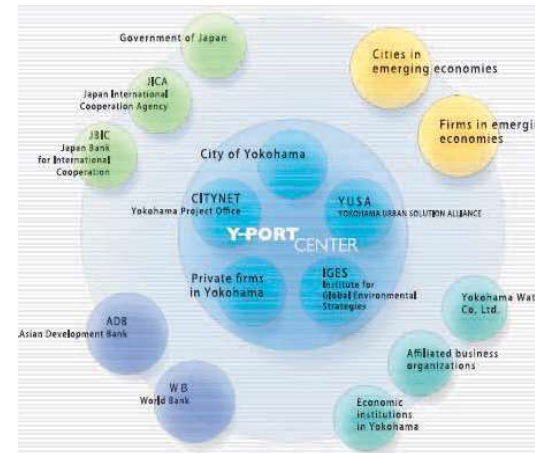 Government of Japan
JICA
Japan International
Cooperation Agency
JBIC
Japan Bank
for International
Cooperation
Cities in
emerging economies
Firms in emergin
economies
City of Yokohama
CITYNET
Yokohama Project Office
YUSA
YOKOHAMA URBAN SOLUTION ALLIANCE
Y-PORT
CENTER
Private firms
in Yokohama
IGES
Institute for
Global Environmental
Strategies
ADB
Asian Development Bank
WB
World Bank
Yokohama Wat
Co. Ltd.
Affiliated business
organizations
Economic
institutions
in Yokohama